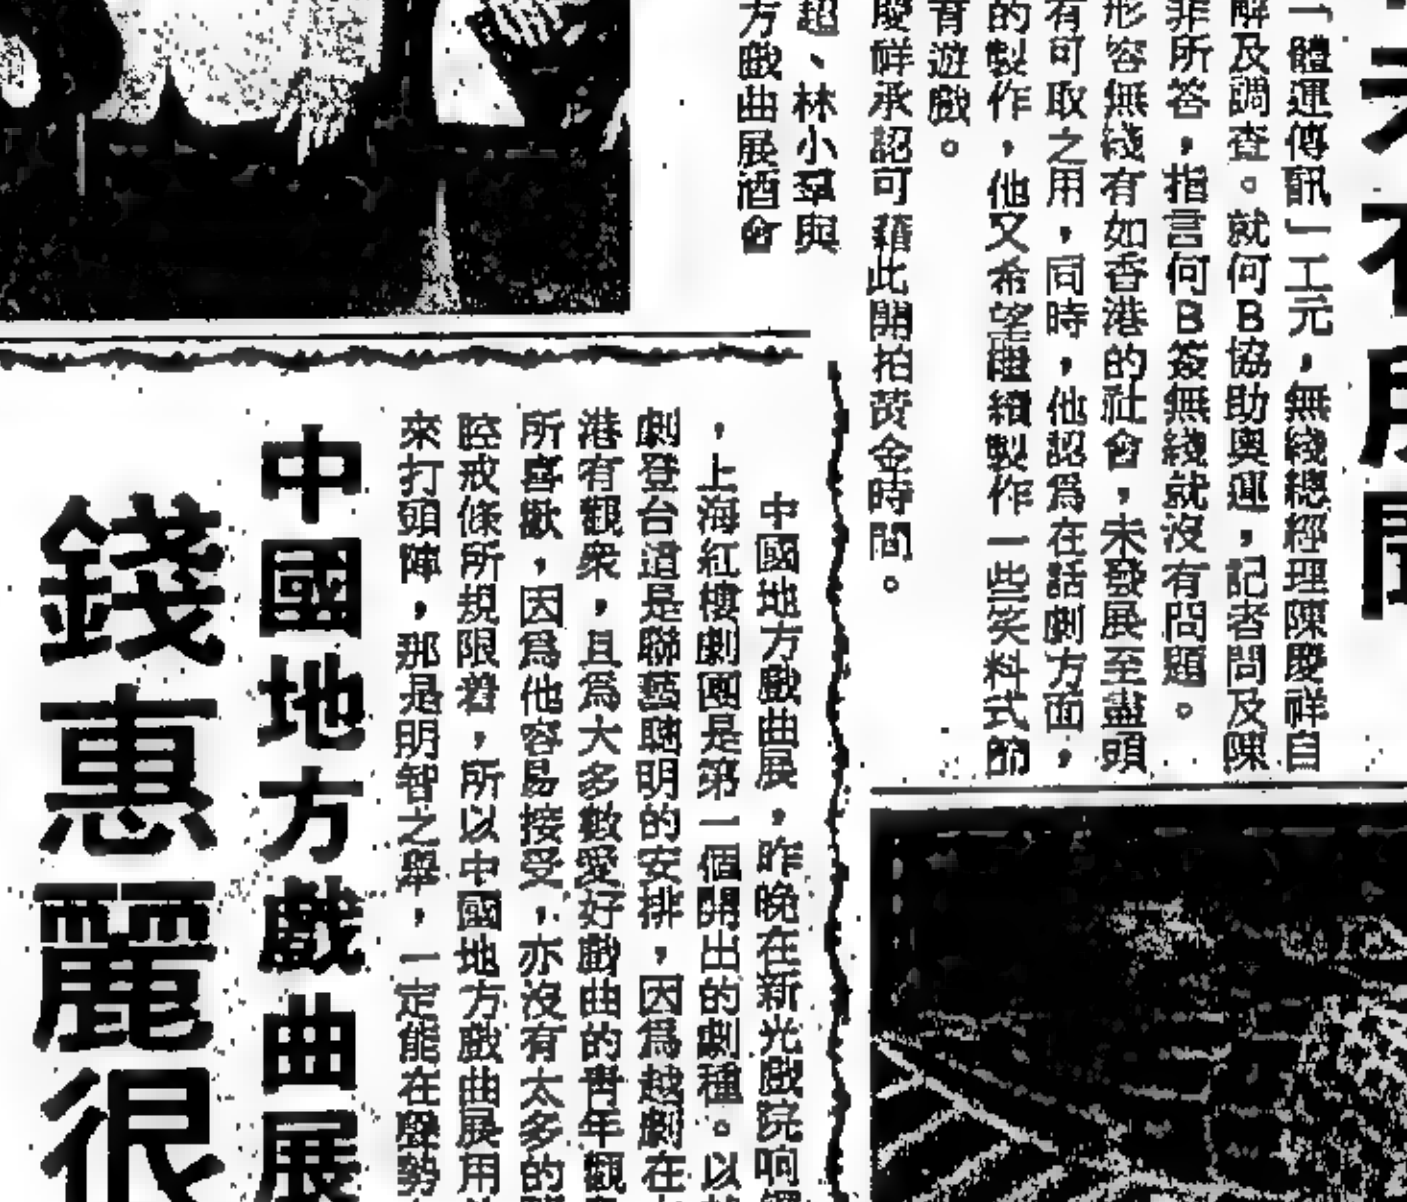 「體運傳訊」工元，無綫總經理陳慶祥自
解及調查。就何B協助奧運，記者問及陳
非所答，指言何B簽無綫就沒有問題。
形容無綫有如香港的社會，未發展至盡頭
有可取之用，同時，他認為在話劇方面，
的製作，他又希望繼續製作一些笑料式節
有遊戲。
慶祥承認可藉此開拍黃金時間。
超、林小羣與
方戲曲展酒會
未有所聞
中國地方戲曲展，昨晚在新光戲院响鑼
，上海紅樓劇團是第一個開出的劇種。以
劇登台這是聯藝聰明的安排，因為越劇在
港有觀衆，且為大多數愛好戲曲的青年觀
所喜歡，因為他容易接受，亦沒有太多的
腔戒條所規限着，所以中國地方戲曲展用
來打頭陣，那是明智之舉，一定能在聲勢
中國地方戲曲展
錢惠麗很